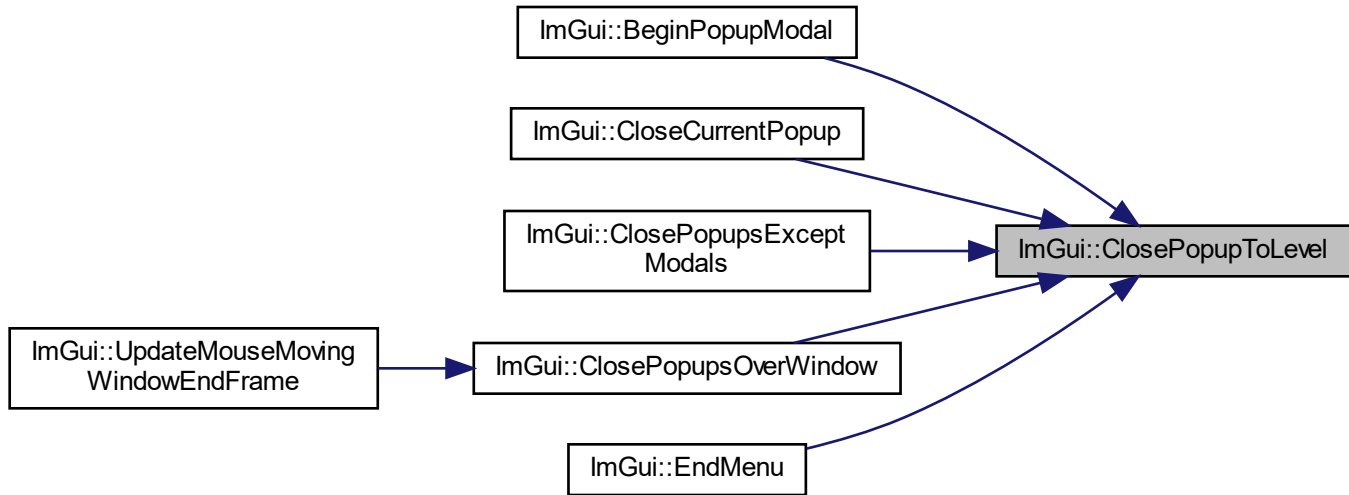 ImGui::BeginPopupModal
ImGui::CloseCurrentPopup
ImGui::ClosePopupsExcept
Modals
ImGui::ClosePopupToLevel
ImGui::UpdateMouseMoving
WindowEndFrame
ImGui::ClosePopupsOverWindow
ImGui::EndMenu